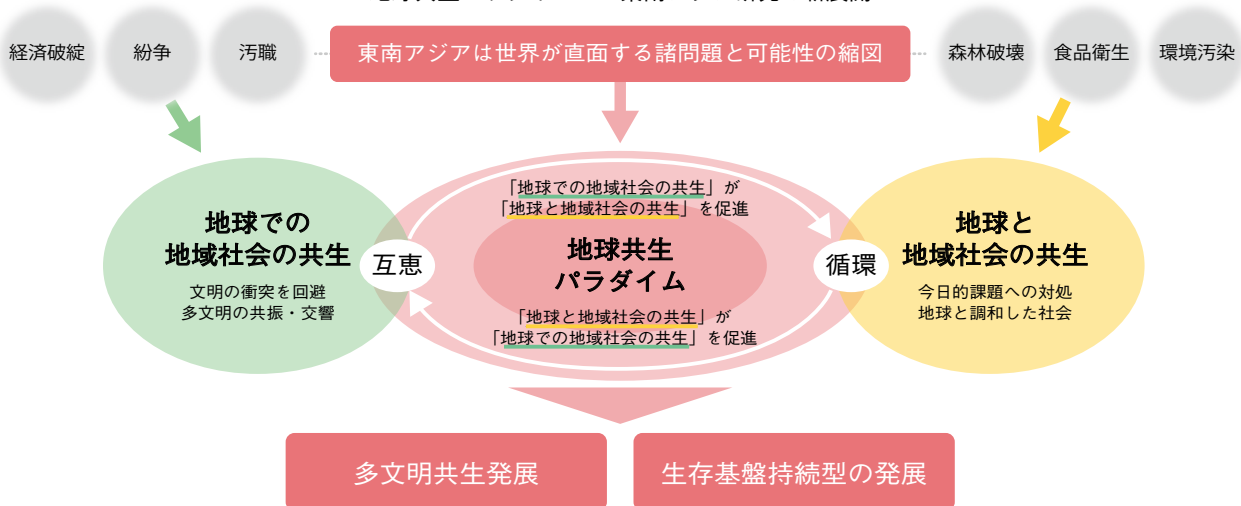 経済破綻
紛争
汚職
東南アジアは世界が直面する諸問題と可能性の縮図
森林破壊
食品衛生
環境汚染
地球での
地域社会の共生
文明の衝突を回避
多文明の共振・交響
互恵
「地球での地域社会の共生」が
「地球と地域社会の共生」を促進
地球共生
パラダイム
「地球と地域社会の共生」が
「地球での地域社会の共生」を促進
循環
地球と
地域社会の共生
今日的課題への対処
地球と調和した社会
多文明共生発展
生存基盤持続型の発展